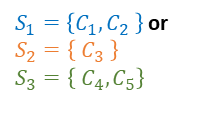 S₁ = {C₁,C₂ } or
S₂ = { C₃ }
S₃ = { C₄,C₅}